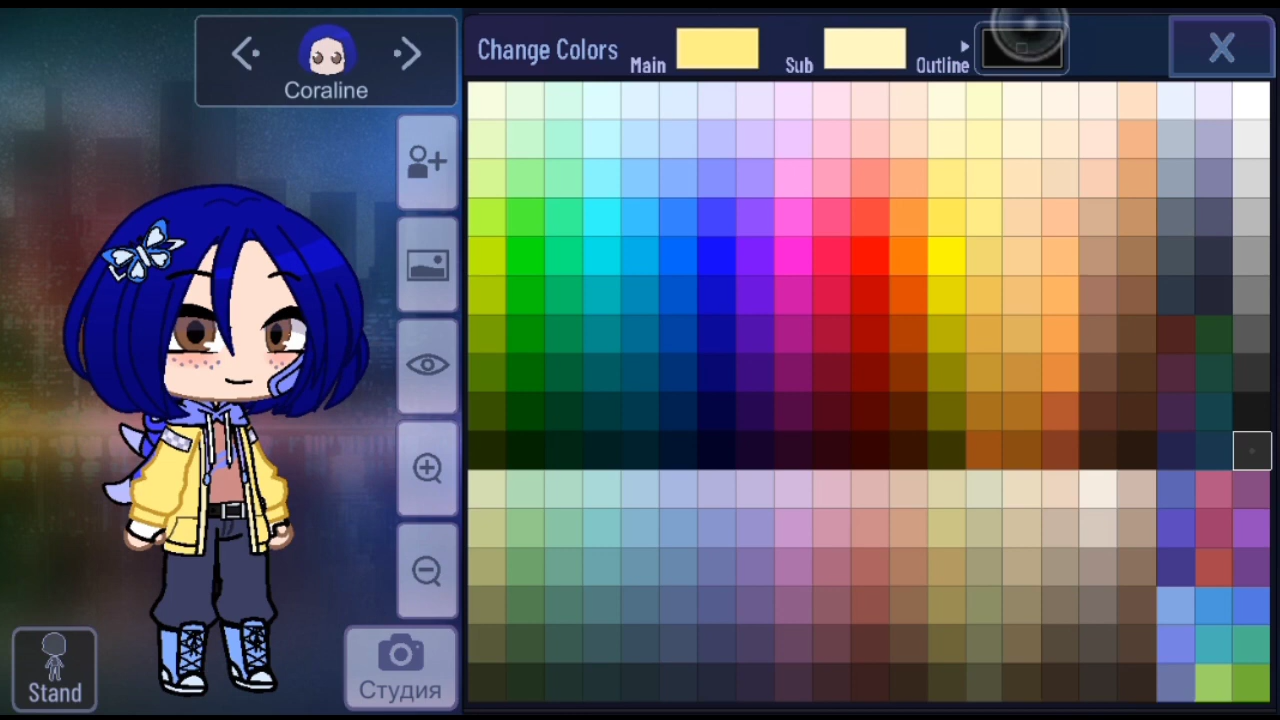 Coraline
Change Colors
Main
Sub
Outline
X
Stand
Студия